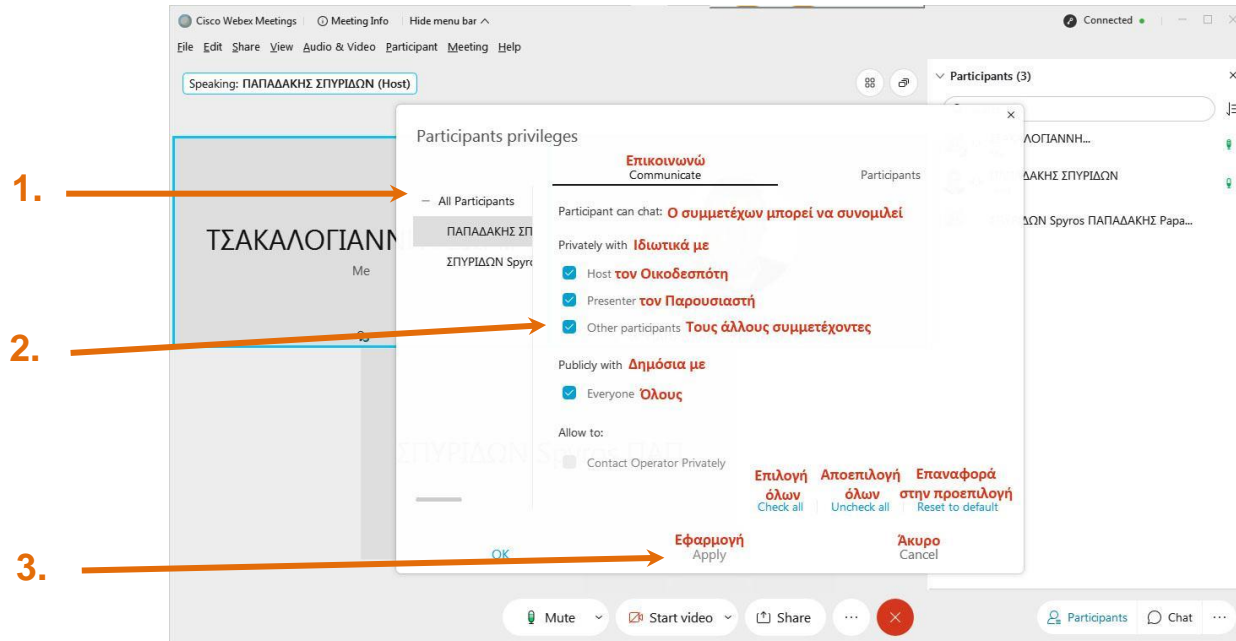 Cisco Webex Meetings Meeting Info Hide menu bar
Connected
File Edit Share View Audio & Video Participant Meeting Help
Speaking: ΠΑΠΑΔΑΚΗΣ ΣΠΥΡΙΔΩΝ (Host)
Participants (3)
ΛΟΓΙΑΝΝΗ...
ΔΑΚΗΣ ΣΠΥΡΙΔΩΝ
ΔΩΝ Spyros ΠΑΠΑΔΑΚΗΣ Papa...
1.
2.
3.
ΤΣΑΚΑΛΟΓΙΑΝΝ
Me
Participants privileges
Επικοινωνώ
Communicate
Participants
All Participants
ΠΑΠΑΔΑΚΗΣ ΣΠ
ΣΠΥΡΙΔΩΝ Spyro
Participant can chat: Ο συμμετέχων μπορεί να συνομιλεί
Privately with Ιδιωτικά με
Host τον Οικοδεσπότη
Presenter τον Παρουσιαστή
Other participants Τους άλλους συμμετέχοντες
Publicly with Δημόσια με
Everyone Όλους
Allow to:
Contact Operator Privately
Επιλογή όλων
Check all
Αποεπιλογή όλων
Uncheck all
Επαναφορά στην προεπιλογή
Reset to default
OK
Εφαρμογή
Apply
Άκυρο
Cancel
Mute
Start video
Share
Participants
Chat